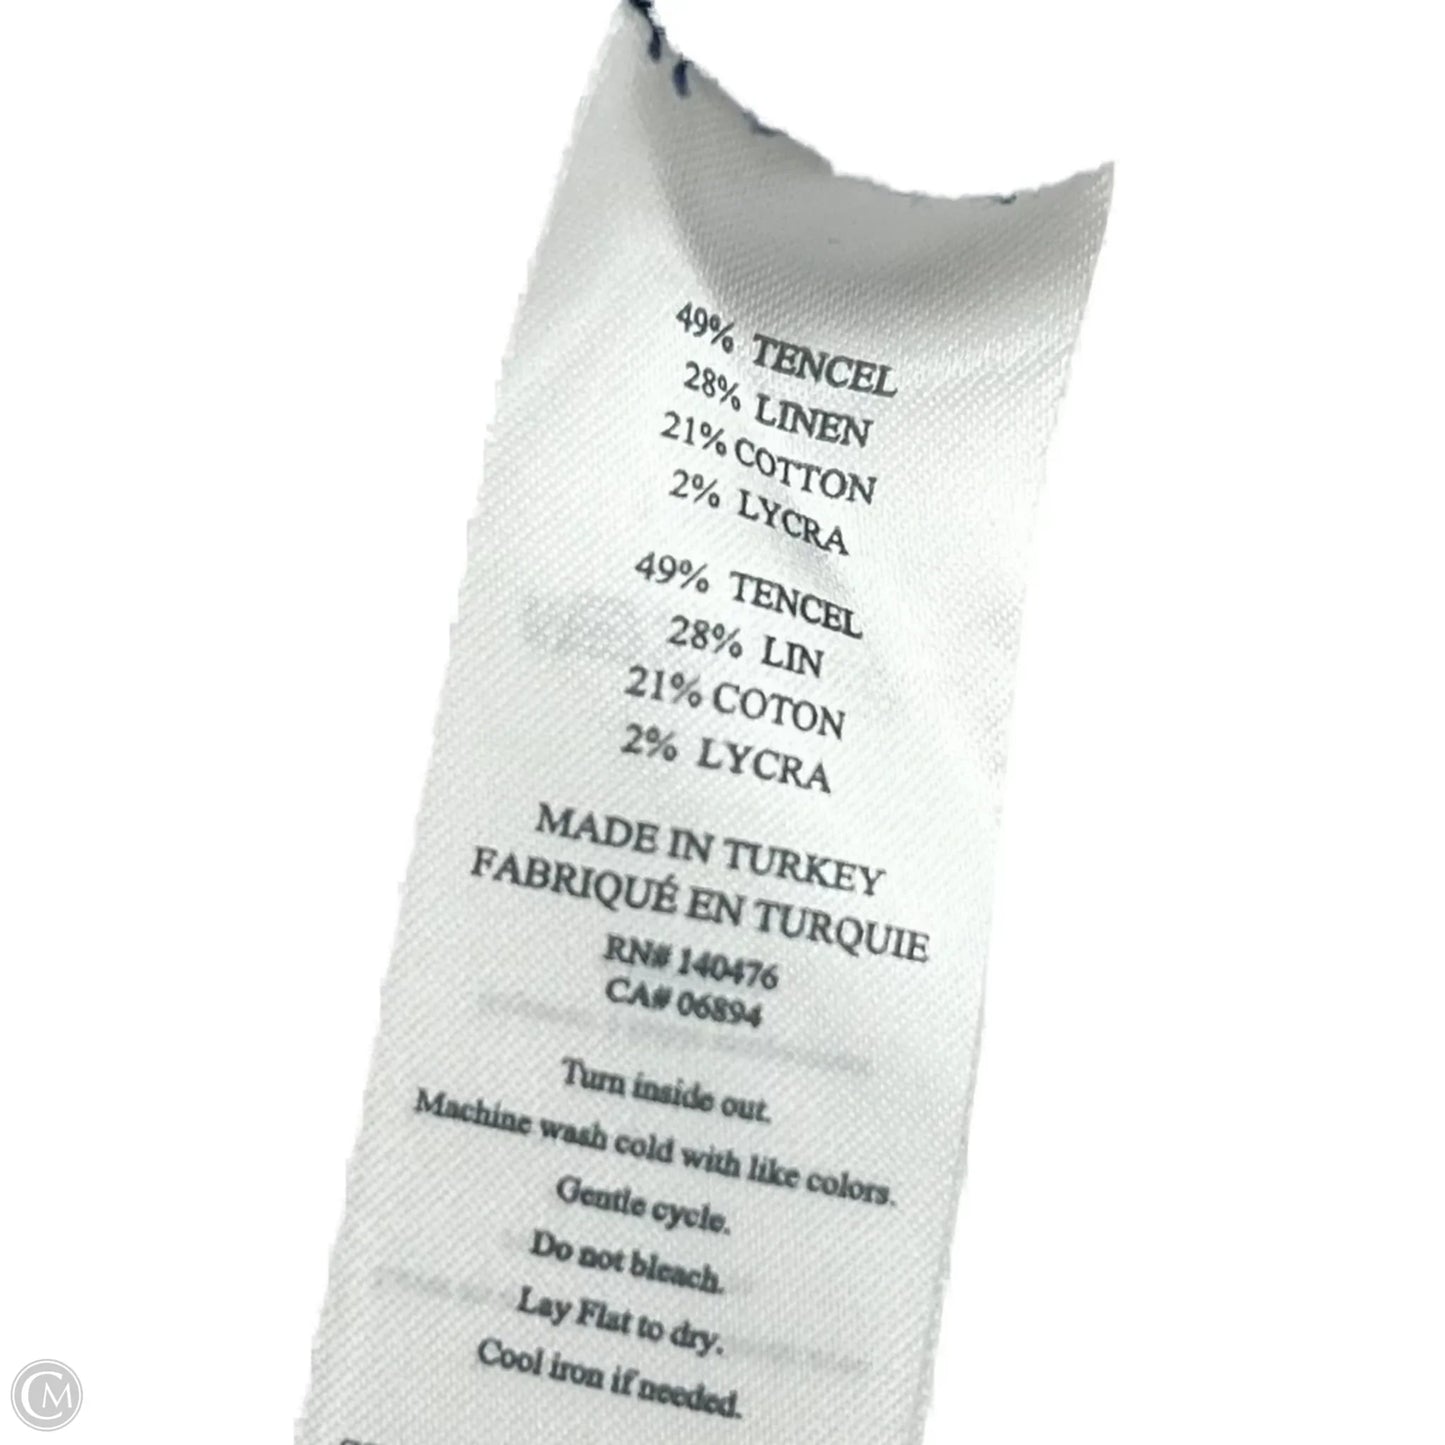 49% TENCEL
28% LINEN
21% COTTON
2% LYCRA
49% TENCEL
28% LIN
21% COTON
2% LYCRA
MADE IN TURKEY
FABRIQUÉ EN TURQUIE
RN# 140476
CA# 06894
Turn inside out.
Machine wash cold with like colors.
Gentle cycle.
Do not bleach.
Lay Flat to dry.
Cool iron if needed.
CM